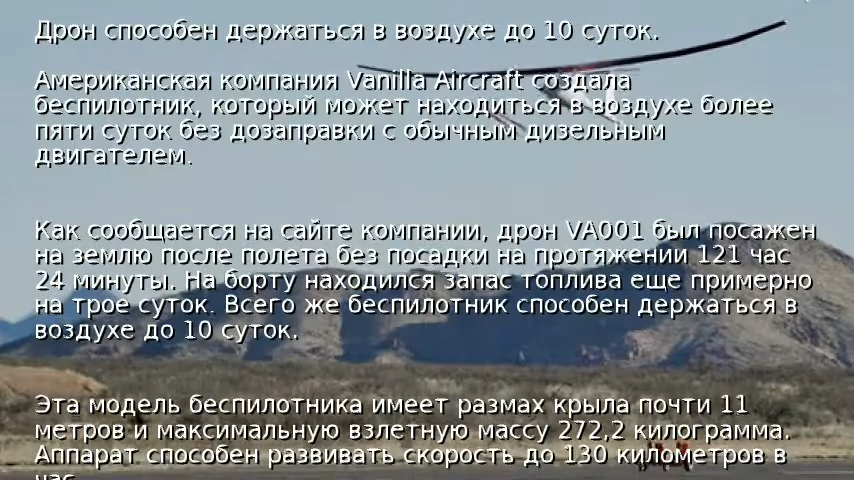 Дрон способен держаться в воздухе до 10 суток.
Американская компания Vanilla Aircraft создала
беспилотник, который может находиться в воздухе более
пяти суток без дозаправки с обычным дизельным
двигателем.
Как сообщается на сайте компании, дрон VA001 был посажен
на землю после полета без посадки на протяжении 121 час
24 минуты. На борту находился запас топлива еще примерно
на трое суток. Всего же беспилотник способен держаться в
воздухе до 10 суток.
Эта модель беспилотника имеет размах крыла почти 11
метров и максимальную взлетную массу 272,2 килограмма.
Аппарат способен развивать скорость до 130 километров в
час.